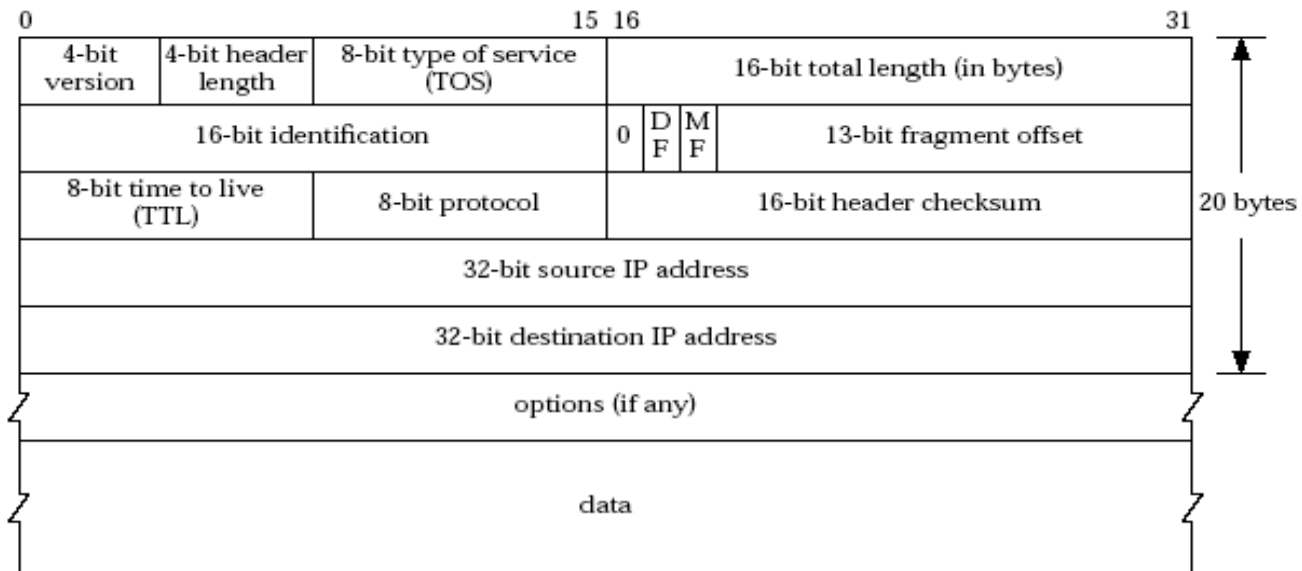 0 15 16 31
4-bit version 4-bit header length 8-bit type of service (TOS) 16-bit total length (in bytes)
16-bit identification 0 D F M F 13-bit fragment offset
8-bit time to live (TTL) 8-bit protocol 16-bit header checksum 20 bytes
32-bit source IP address
32-bit destination IP address
options (if any)
data